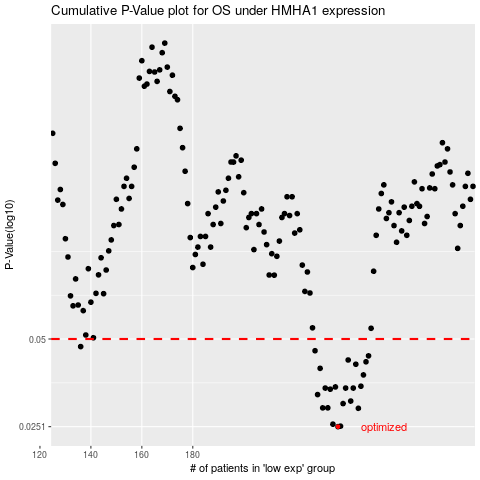 Cumulative P-Value plot for OS under HMHA1 expression
P-Value(log10)
0.05
0.0251
optimized
120 140 160 180
# of patients in 'low exp' group